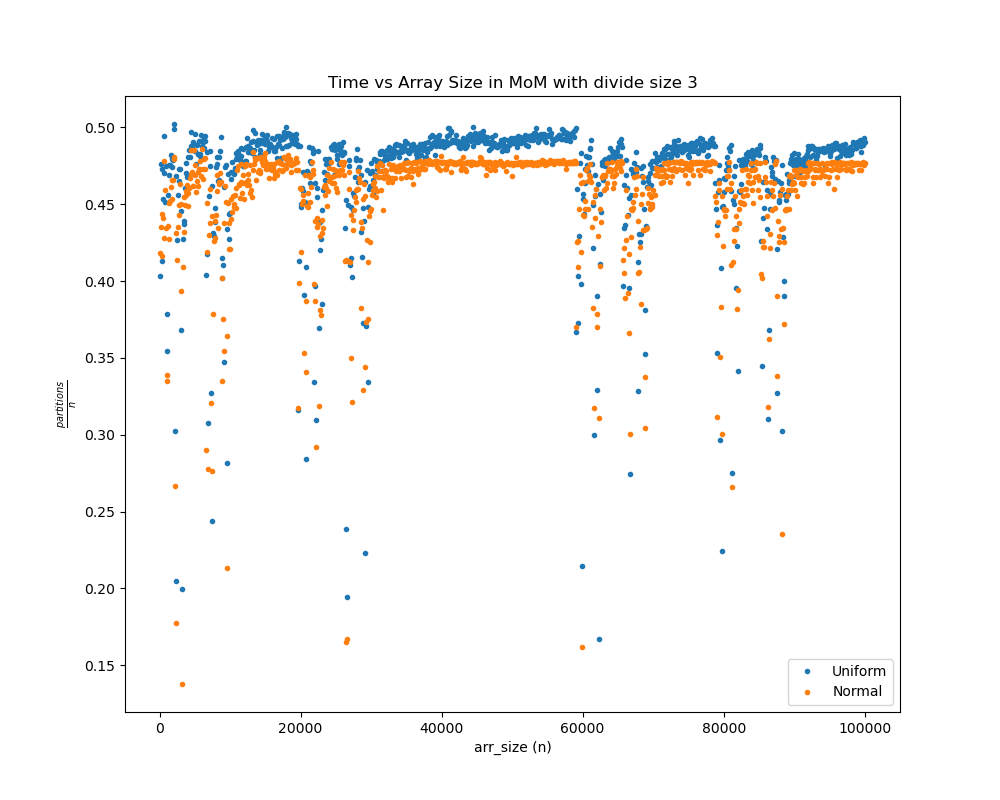 Time vs Array Size in MoM with divide size 3
partitions
n
0.50
0.45
0.40
0.35
0.30
0.25
0.20
0.15
0 20000 40000 60000 80000 100000
arr_size (n)
Uniform
Normal